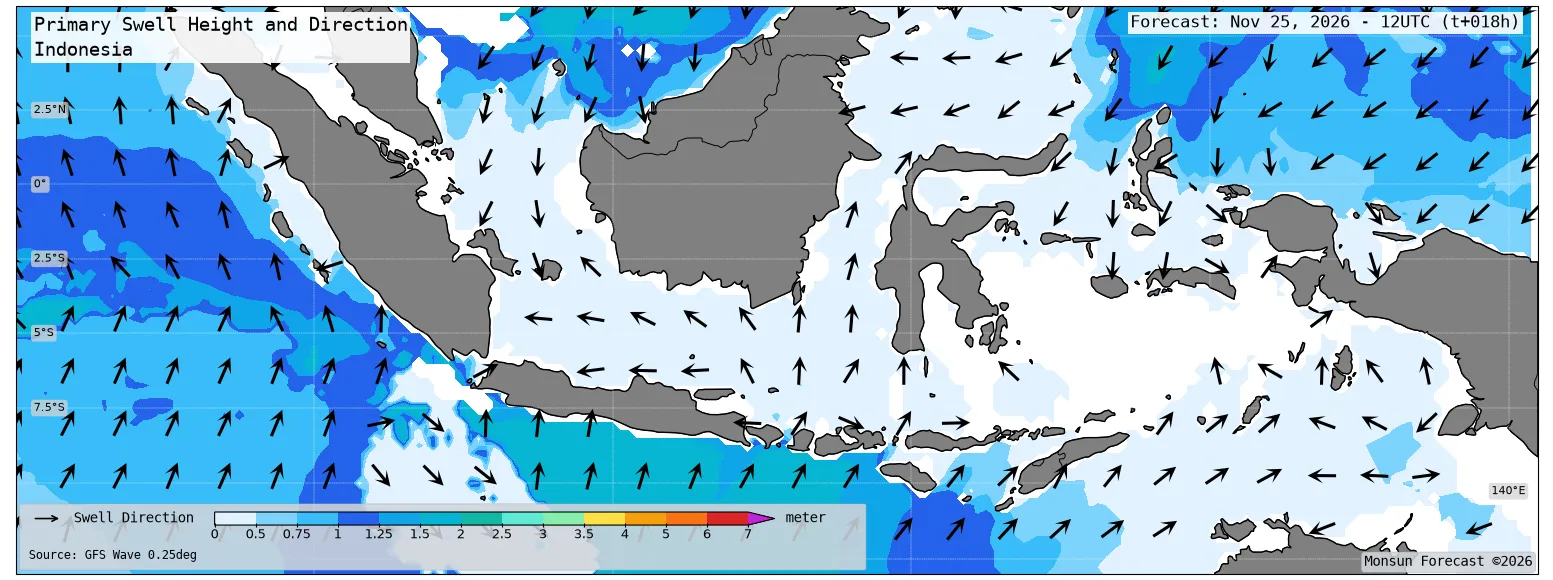 Primary Swell Height and Direction
Indonesia
Forecast: Nov 25, 2026 - 12UTC (t+018h)
2.5°N
0°
2.5°S
5°S
7.5°S
140°E
Swell Direction
meter
0 0.5 0.75 1 1.25 1.5 2 2.5 3 3.5 4 5 6 7
Source: GFS Wave 0.25deg
Monsun Forecast ©2026